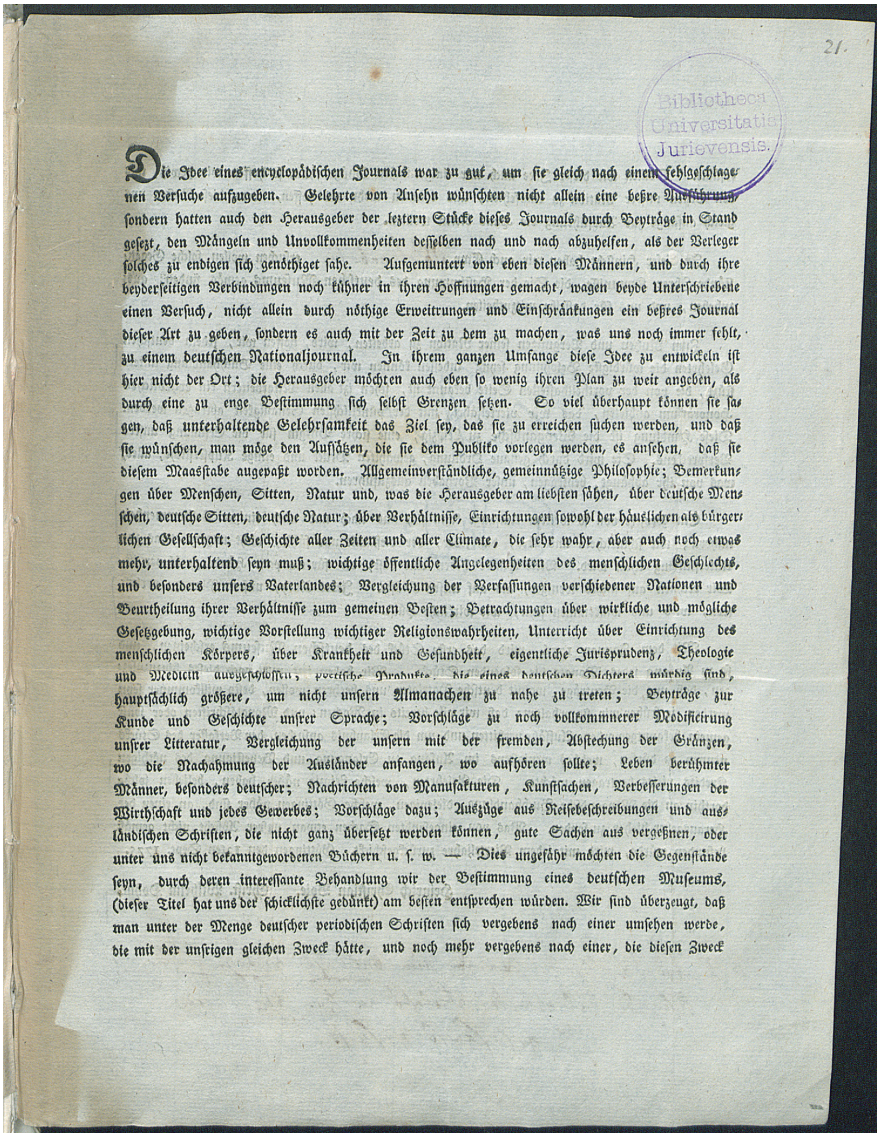 21.
Bibliotheca
Universitatis
Jurievensis.
Die Idee eines encyclopädischen Journals war zu gut, um sie gleich nach einem fehlgeschlage-
nen Versuche aufzugeben. Gelehrte von Ansehn wünschten nicht allein eine beßre Ausführung,
sondern hatten auch den Herausgeber der leztern Stücke dieses Journals durch Beyträge in Stand
gesezt, den Mängeln und Unvollkommenheiten desselben nach und nach abzuhelfen, als der Verleger
solches zu endigen sich genöthiget sahe. Aufgemuntert von eben diesen Männern, und durch ihre
beyderseitigen Verbindungen noch kühner in ihren Hoffnungen gemacht, wagen beyde Unterschriebene
einen Versuch, nicht allein durch nöthige Erweitrungen und Einschränkungen ein beßres Journal
dieser Art zu geben, sondern es auch mit der Zeit zu dem zu machen, was uns noch immer fehlt,
zu einem deutschen Nationaljournal. In ihrem ganzen Umfange diese Idee zu entwickeln ist
hier nicht der Ort; die Herausgeber möchten auch eben so wenig ihren Plan zu weit angeben, als
durch eine zu enge Bestimmung sich selbst Grenzen setzen. So viel überhaupt können sie sa-
gen, daß unterhaltende Gelehrsamkeit das Ziel sey, das sie zu erreichen suchen werden, und daß
sie wünschen, man möge den Aufsätzen, die sie dem Publiko vorlegen werden, es ansehen, daß sie
diesem Maasstabe angepaßt worden. Allgemeinverständliche, gemeinnützige Philosophie; Bemerkun-
gen über Menschen, Sitten, Natur und, was die Herausgeber am liebsten sähen, über deutsche Men-
schen, deutsche Sitten, deutsche Natur; über Verhältnisse, Einrichtungen sowohl der häuslichen als bürger-
lichen Gesellschaft; Geschichte aller Zeiten und aller Climate, die sehr wahr, aber auch noch etwas
mehr, unterhaltend seyn muß; wichtige öffentliche Angelegenheiten des menschlichen Geschlechts,
und besonders unsers Vaterlandes; Vergleichung der Verfassungen verschiedener Nationen und
Beurtheilung ihrer Verhältnisse zum gemeinen Besten; Betrachtungen über wirkliche und mögliche
Gesetzgebung, wichtige Vorstellung wichtiger Religionswahrheiten, Unterricht über Einrichtung des
menschlichen Körpers, über Krankheit und Gesundheit, eigentliche Jurisprudenz, Theologie
und Medicin ausgeschlossen; poetische Produkte, die eines deutschen Dichters würdig sind,
hauptsächlich größere, um nicht unsern Almanachen zu nahe zu treten; Beyträge zur
Kunde und Geschichte unsrer Sprache; Vorschläge zu noch vollkommnerer Modificirung
unsrer Litteratur, Vergleichung der unsern mit der fremden, Abstechung der Gränzen,
wo die Nachahmung der Ausländer anfangen, wo aufhören sollte; Leben berühmter
Männer, besonders deutscher; Nachrichten von Manufakturen, Kunstsachen, Verbesserungen der
Wirthschaft und jedes Gewerbes; Vorschläge dazu; Auszüge aus Reisebeschreibungen und aus-
ländischen Schriften, die nicht ganz übersetzt werden können, gute Sachen aus vergeßnen, oder
unter uns nicht bekanntgewordenen Büchern u. s. w. — Dies ungefähr möchten die Gegenstände
seyn, durch deren interessante Behandlung wir der Bestimmung eines deutschen Museums,
(dieser Titel hat uns der schicklichste gedünkt) am besten entsprechen würden. Wir sind überzeugt, daß
man unter der Menge deutscher periodischen Schriften sich vergebens nach einer umsehen werde,
die mit der unsrigen gleichen Zweck hätte, und noch mehr vergebens nach einer, die diesen Zweck